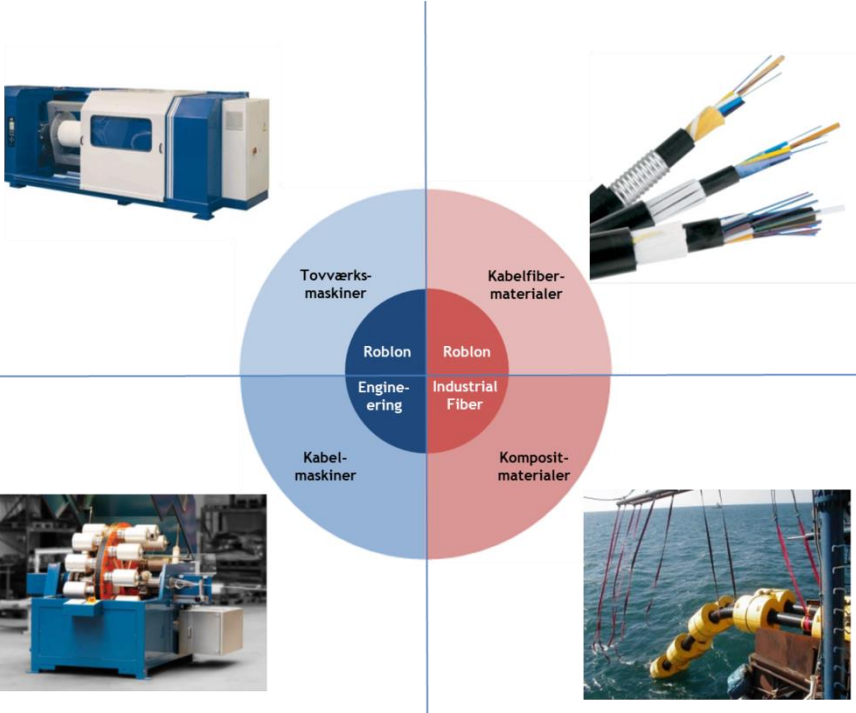 Tovværks-
maskiner
Kabelfiber-
materialer
Roblon
Engine-
ering
Roblon
Industrial
Fiber
Kabel-
maskiner
Komposit-
materialer